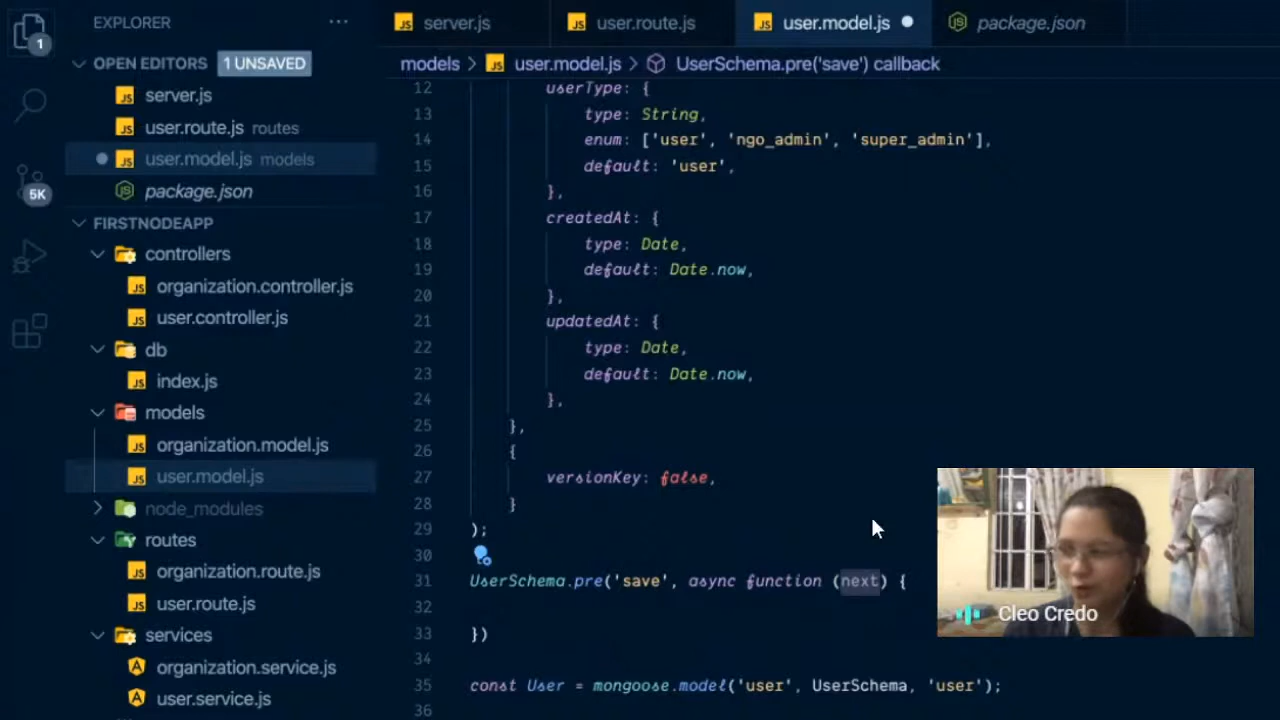 EXPLORER
OPEN EDITORS 1 UNSAVED
server.js
user.route.js routes
user.model.js models
package.json
FIRSTNODEAPP
controllers
organization.controller.js
user.controller.js
db
index.js
models
organization.model.js
user.model.js
node_modules
routes
organization.route.js
user.route.js
services
organization.service.js
user.service.js
1
5K
server.js user.route.js user.model.js package.json
models > user.model.js > UserSchema.pre('save') callback
12 userType: {
13 type: String,
14 enum: ['user', 'ngo_admin', 'super_admin'],
15 default: 'user',
16 },
17 createdAt: {
18 type: Date,
19 default: Date.now,
20 },
21 updatedAt: {
22 type: Date,
23 default: Date.now,
24 },
25 },
26 {
27 versionKey: false,
28 }
29 );
30
31 UserSchema.pre('save', async function (next) {
32
33 })
34
35 const User = mongoose.model('user', UserSchema, 'user');
36
Cleo Credo